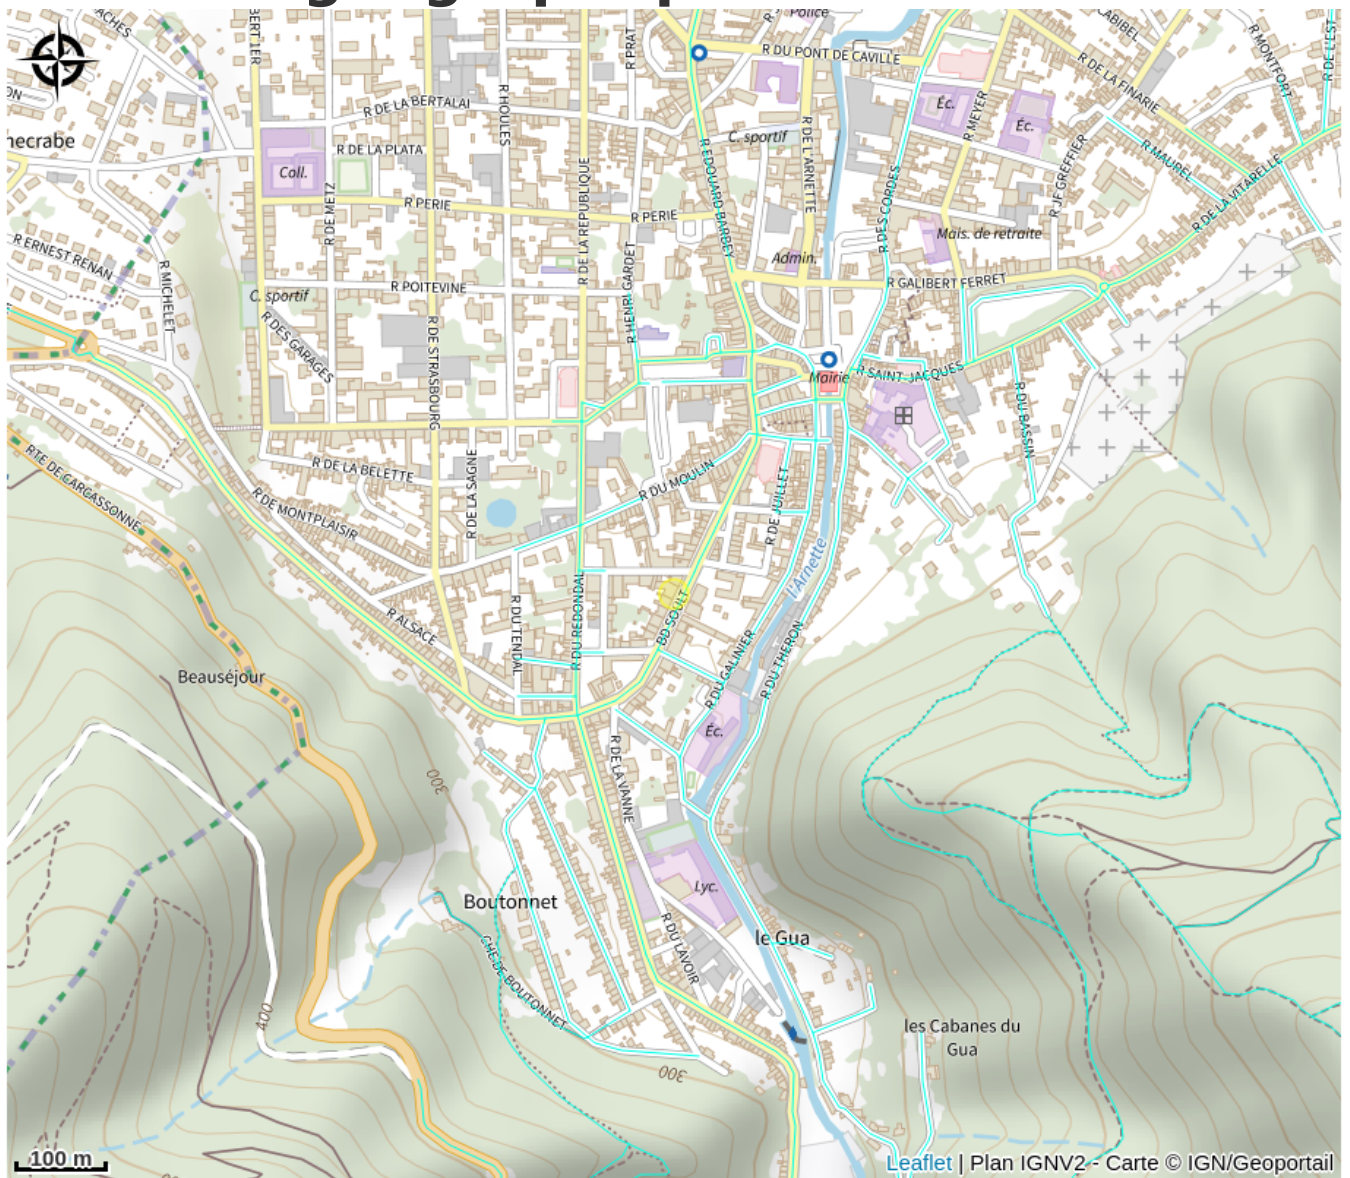 Police
R DU PONT DE CAVILLE
R DE LA FINARIE
R MONTFORT
R DE L'EST
BERT 1ER
R PRAT
R HOULES
R DE LA BERTALAI
R DE LA PLATA
Coll.
R DE METZ
R PERIE
R PERIE
R DE LA REPUBLIQUE
R EDOUARD BARBEY
C. sportif
R DE L'ARNETTE
Éc.
R MEYER
Éc.
R JF GREFFIER
R MAUREL
R DE LA VITARELLE
necrabe
R ERNEST RENAN
R MICHELET
C. sportif
R POITEVINE
R DES GARAGES
R DE STRASBOURG
R HENRI GARDET
Admin.
R DES CORDES
Mais. de retraite
R GALIBERT FERRET
Mairie
R SAINT-JACQUES
R DU BASSIN
RTE DE CARCASSONNE
R DE LA BELETTE
R DE MONTPLAISIR
R DE LA SAGNE
R DU MOULIN
R DE JUILLET
l'Arnette
R ALSACE
R DU TENDAL
R DU REDONDAL
BD SOULT
R DU GALINIER
R DU THERON
Beauséjour
Éc.
R DE LA VANNE
300
Lyc.
Boutonnet
CHE DE BOUTONNET
R DU LAVOIR
le Gua
400
les Cabanes du
Gua
300
100 m
Leaflet | Plan IGNV2 - Carte © IGN/Geoportail